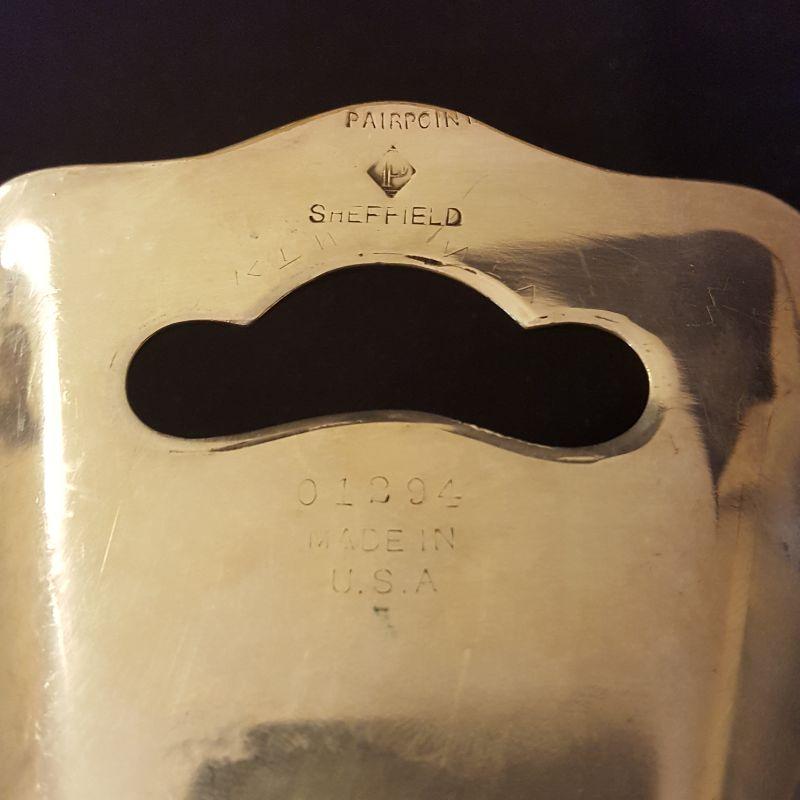 PAIRPOINT
P
SHEFFIELD
01294
MADE IN
U.S.A